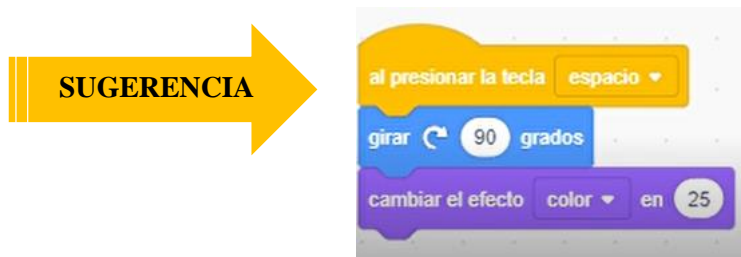 SUGERENCIA
al presionar la tecla espacio
girar 90 grados
cambiar el efecto color en 25